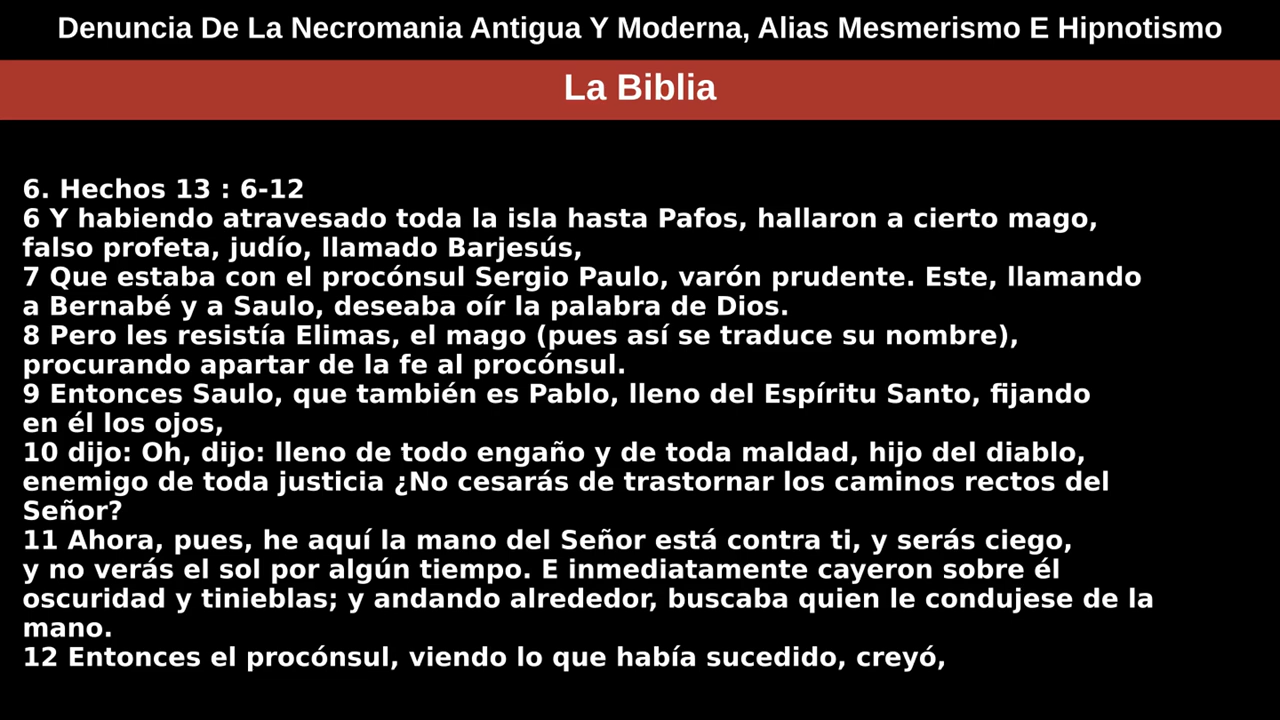 Denuncia De La Necromania Antigua Y Moderna, Alias Mesmerismo E Hipnotismo
La Biblia
6. Hechos 13 : 6-12
6 Y habiendo atravesado toda la isla hasta Pafos, hallaron a cierto mago,
falso profeta, judío, llamado Barjesús,
7 Que estaba con el procónsul Sergio Paulo, varón prudente. Este, llamando
a Bernabé y a Saulo, deseaba oír la palabra de Dios.
8 Pero les resistía Elimas, el mago (pues así se traduce su nombre),
procurando apartar de la fe al procónsul.
9 Entonces Saulo, que también es Pablo, lleno del Espíritu Santo, fijando
en él los ojos,
10 dijo: Oh, dijo: lleno de todo engaño y de toda maldad, hijo del diablo,
enemigo de toda justicia ¿No cesarás de trastornar los caminos rectos del
Señor?
11 Ahora, pues, he aquí la mano del Señor está contra ti, y serás ciego,
y no verás el sol por algún tiempo. E inmediatamente cayeron sobre él
oscuridad y tinieblas; y andando alrededor, buscaba quien le condujese de la
mano.
12 Entonces el procónsul, viendo lo que había sucedido, creyó,